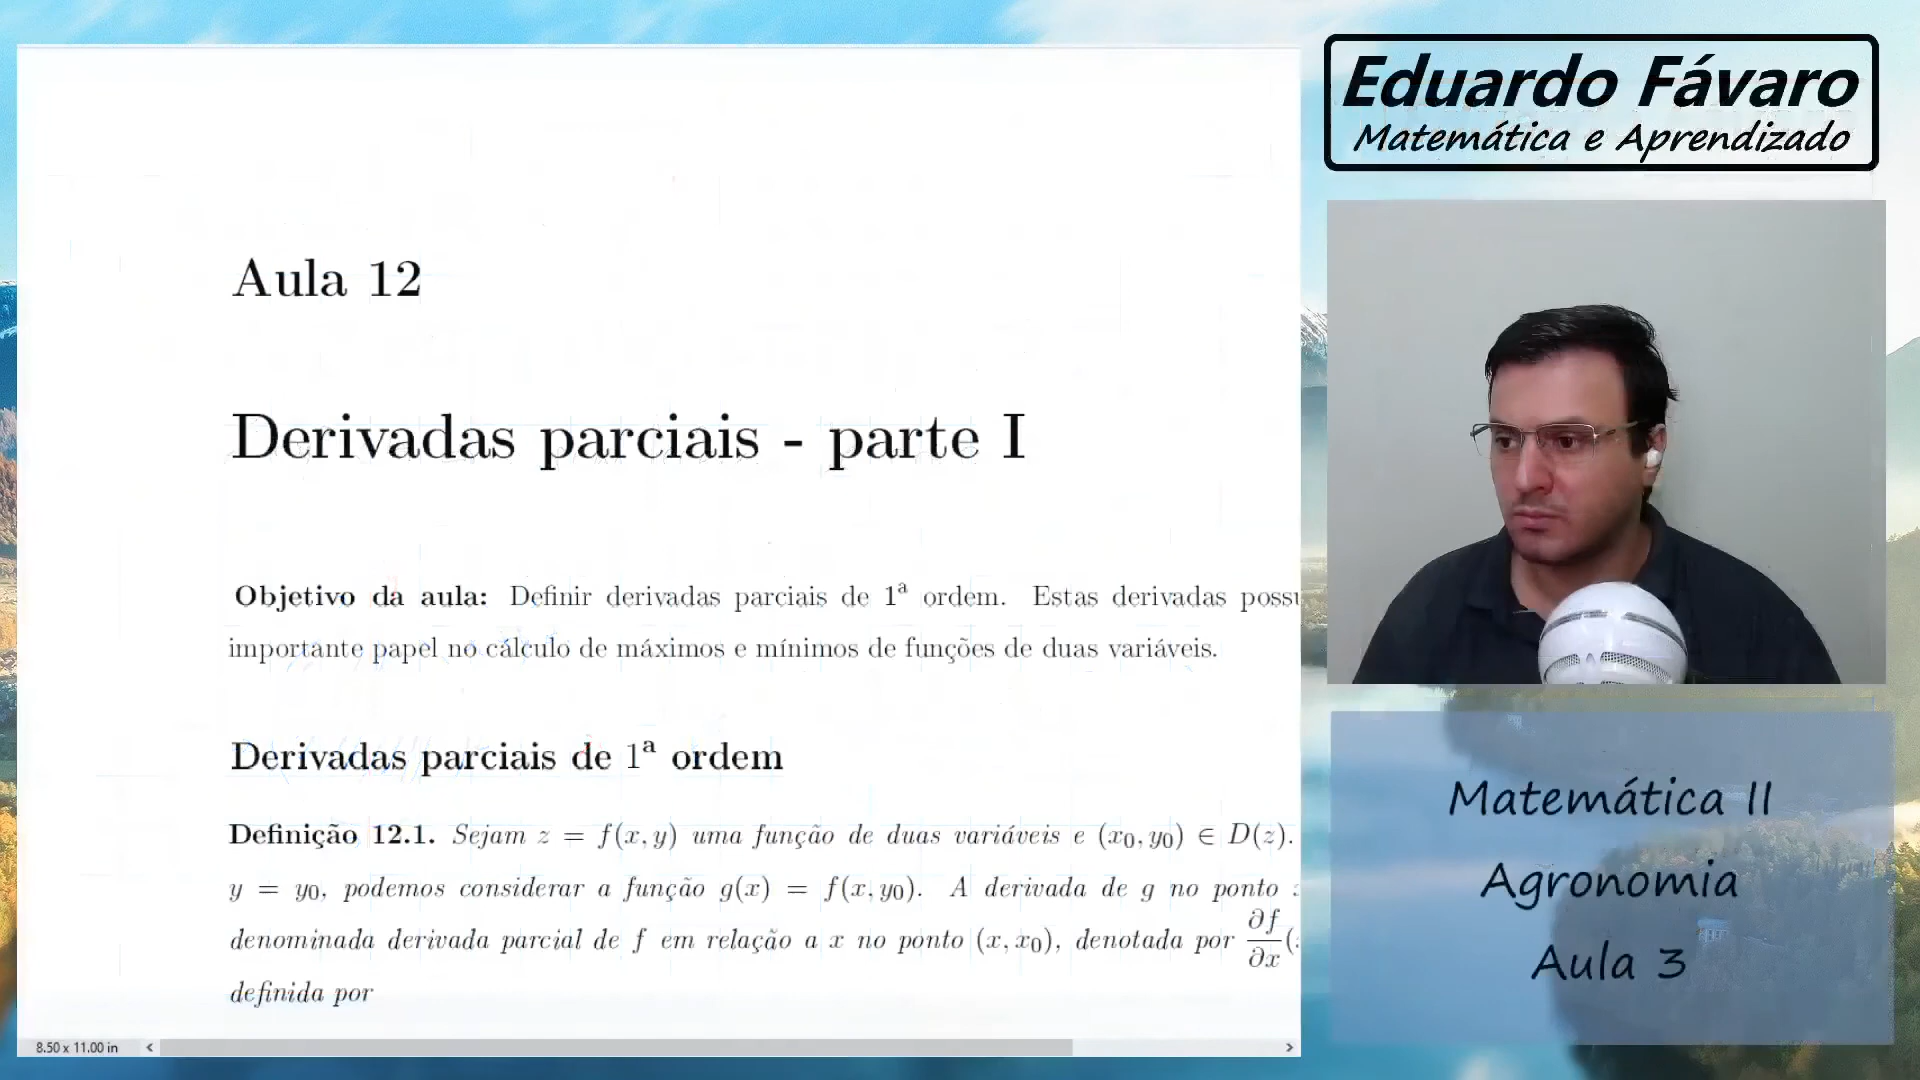 Aula 12
Derivadas parciais - parte I
Objetivo da aula: Definir derivadas parciais de 1ª ordem. Estas derivadas
importante papel no cálculo de máximos e mínimos de funções de duas variáveis.
Derivadas parciais de 1ª ordem
Definição 12.1. Sejam z = f(x, y) uma função de duas variáveis e (x₀, y₀) ∈ D(z).
y = y₀, podemos considerar a função g(x) = f(x, y₀). A derivada de g no ponto
denominada derivada parcial de f em relação a x no ponto (x, x₀), denotada por ∂f/∂x(
definida por
8.50 x 11.00 in
Eduardo Fávaro
Matemática e Aprendizado
Matemática II
Agronomia
Aula 3